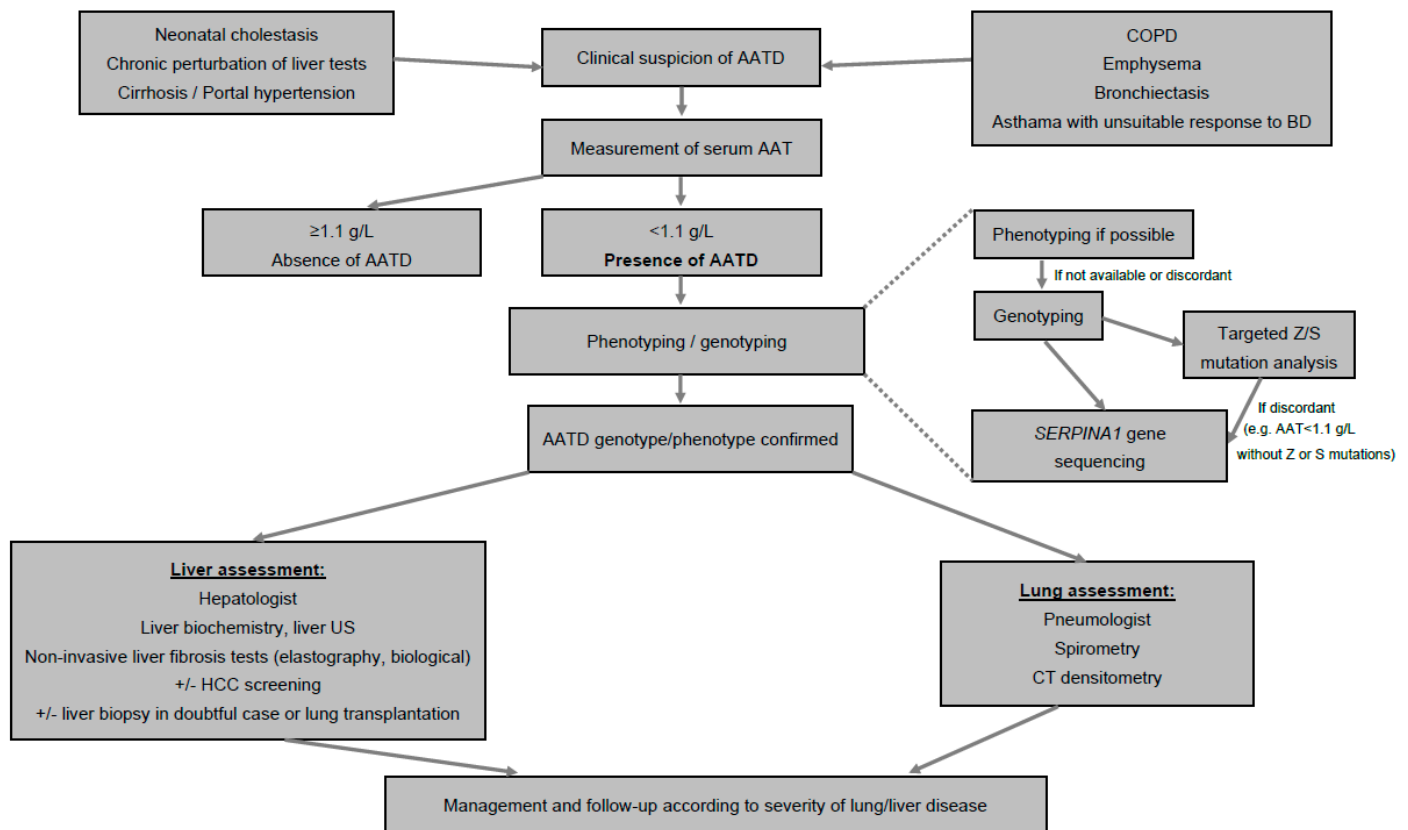 Neonatal cholestasis
Chronic perturbation of liver tests
Cirrhosis / Portal hypertension
Clinical suspicion of AATD
COPD
Emphysema
Bronchiectasis
Asthama with unsuitable response to BD
Measurement of serum AAT
≥1.1 g/L
Absence of AATD
<1.1 g/L
Presence of AATD
Phenotyping if possible
If not available or discordant
Genotyping
Targeted Z/S
mutation analysis
If discordant
(e.g. AAT<1.1 g/L
without Z or S mutations)
SERPINA1 gene
sequencing
Phenotyping / genotyping
AATD genotype/phenotype confirmed
Liver assessment:
Hepatologist
Liver biochemistry, liver US
Non-invasive liver fibrosis tests (elastography, biological)
+/- HCC screening
+/- liver biopsy in doubtful case or lung transplantation
Lung assessment:
Pneumologist
Spirometry
CT densitometry
Management and follow-up according to severity of lung/liver disease